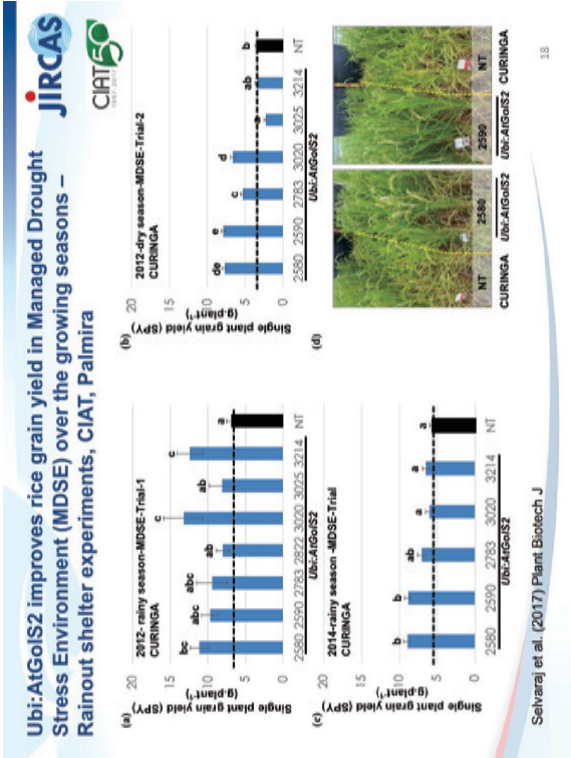 Ubi:AtGolS2 improves rice grain yield in Managed Drought
Stress Environment (MDSE) over the growing seasons –
Rainout shelter experiments, CIAT, Palmira
JIRCAS
CIAT 50
1967-2017
(a)
2012- rainy season-MDSE-Trial-1
CURINGA
Single plant grain yield (SPY)
(g.plant⁻¹)
20
15
10
5
0
bc
abc
abc
ab
c
ab
c
a
2580 2590 2783 2822 3020 3025 3214 NT
Ubi:AtGolS2
(b)
2012-dry season-MDSE-Trial-2
CURINGA
Single plant grain yield (SPY)
(g.plant⁻¹)
20
15
10
5
0
de
e
c
d
a
ab
b
2580 2590 2783 3020 3025 3214 NT
Ubi:AtGolS2
(c)
2014-rainy season -MDSE-Trial
CURINGA
Single plant grain yield (SPY)
(g.plant⁻¹)
20
15
10
5
0
b
b
ab
a
a
a
2580 2590 2783 3020 3214 NT
Ubi:AtGolS2
(d)
NT 2580 2590 NT
CURINGA Ubi:AtGolS2 Ubi:AtGolS2 CURINGA
Selvaraj et al. (2017) Plant Biotech J
18